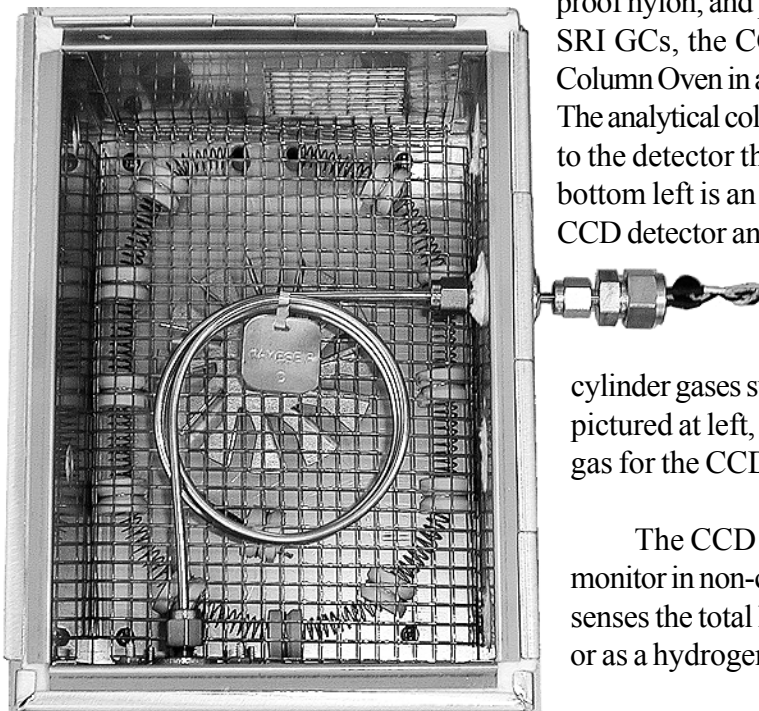 proof nylon, and
SRI GCs, the CC
Column Oven in a
The analytical col
to the detector th
bottom left is an
CCD detector an
cylinder gases s
pictured at left,
gas for the CCD
The CCD
monitor in non-c
senses the total
or as a hydrogen